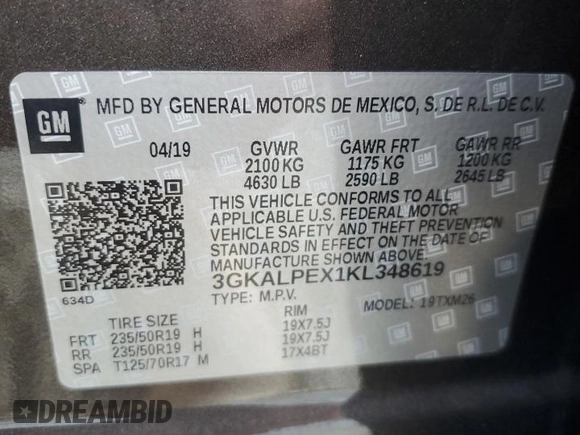 GM
MFD BY GENERAL MOTORS DE MEXICO, S. DE R.L. DE C.V.
04/19 GVWR GAWR FRT GAWR RR
2100 KG 1175 KG 1200 KG
4630 LB 2590 LB 2645 LB
THIS VEHICLE CONFORMS TO ALL
APPLICABLE U.S. FEDERAL MOTOR
VEHICLE SAFETY AND THEFT PREVENTION
STANDARDS IN EFFECT ON THE DATE OF
MANUFACTURE SHOWN ABOVE.
3GKALPEX1KL348619
634D
TYPE: M.P.V. MODEL: 19TXM26
TIRE SIZE RIM
FRT 235/50R19 H 19X7.5J
RR 235/50R19 H 19X7.5J
SPA T125/70R17 M 17X4BT
DREAMBID